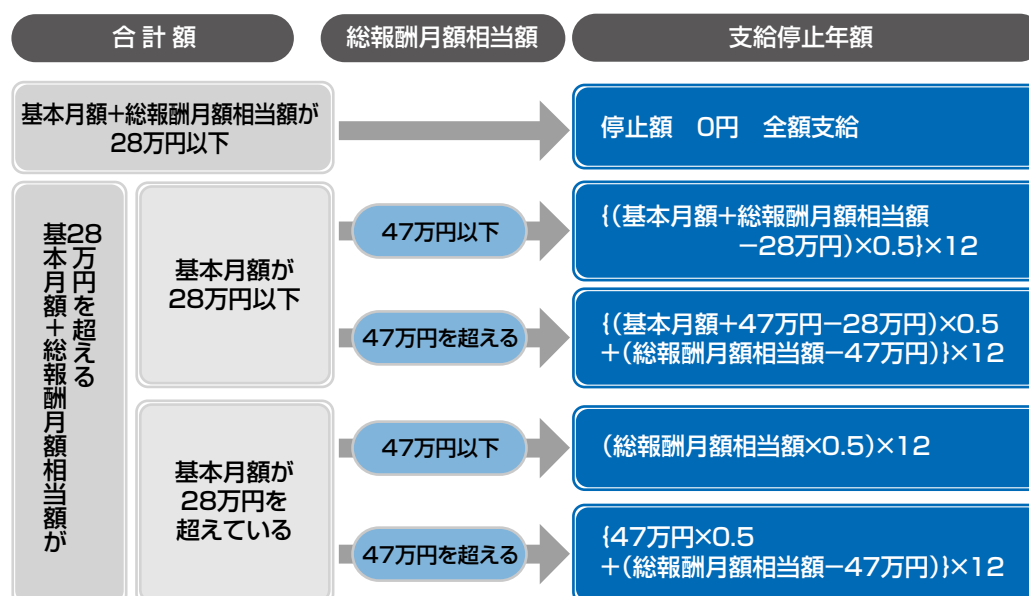 合計額
総報酬月額相当額
支給停止年額
基本月額+総報酬月額相当額が
28万円以下
停止額　0円　全額支給
基本月額+総報酬月額相当額が
28万円を超える
基本月額が
28万円以下
47万円以下
{(基本月額+総報酬月額相当額
−28万円)×0.5}×12
47万円を超える
{(基本月額+47万円−28万円)×0.5
+(総報酬月額相当額−47万円)}×12
基本月額が
28万円を
超えている
47万円以下
(総報酬月額相当額×0.5)×12
47万円を超える
{47万円×0.5
+(総報酬月額相当額−47万円)}×12